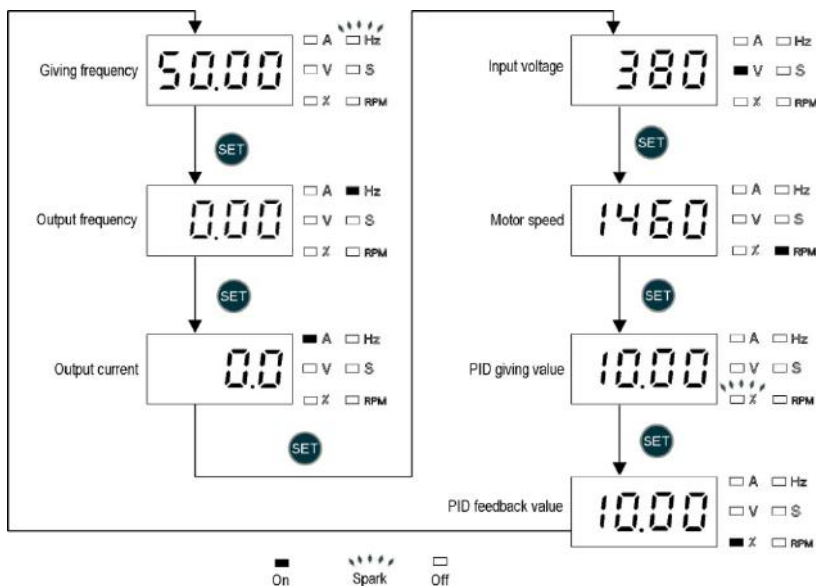 Giving frequency
50.00
A Hz
V S
% RPM
SET
Output frequency
0.00
A Hz
V S
% RPM
SET
Output current
0.0
A Hz
V S
% RPM
SET
Input voltage
380
A Hz
V S
% RPM
SET
Motor speed
1460
A Hz
V S
% RPM
SET
PID giving value
10.00
A Hz
V S
% RPM
SET
PID feedback value
10.00
A Hz
V S
% RPM
On Spark Off